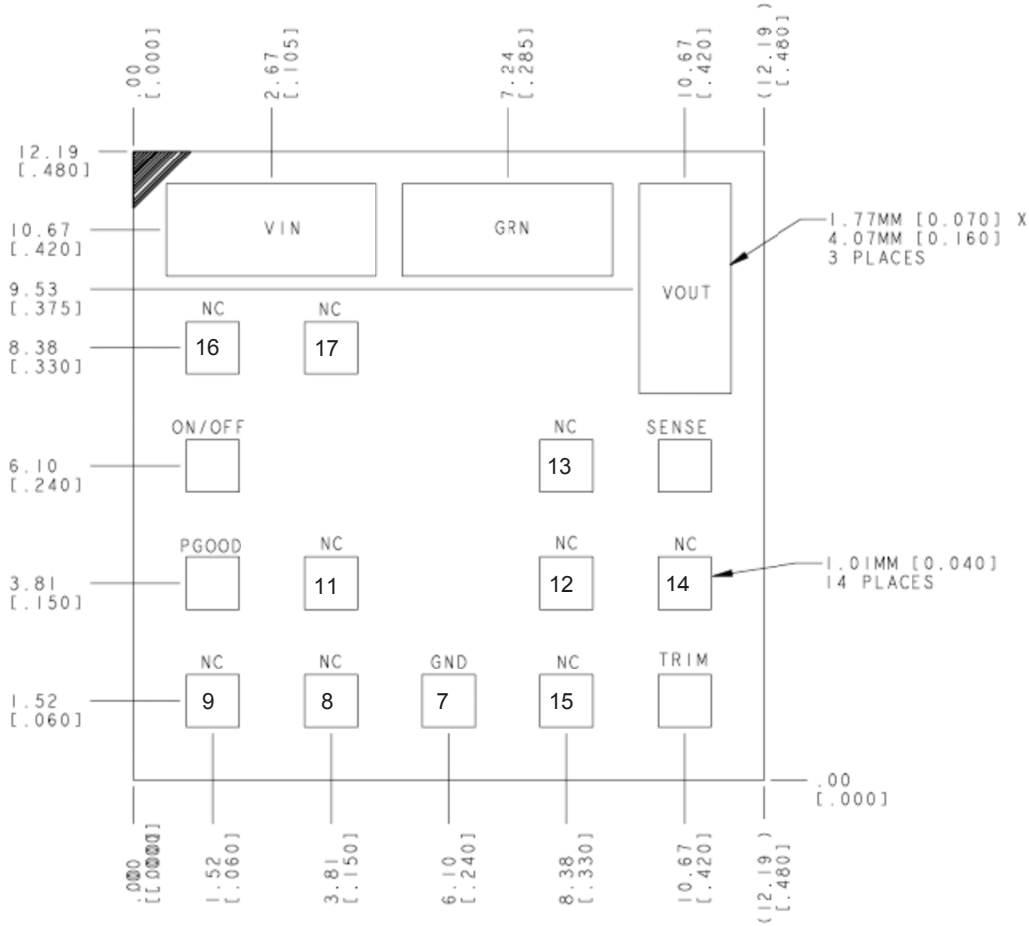 .00
[.000]
2.67
[.105]
7.24
[.285]
10.67
[.420]
(12.19)
[.480]
12.19
[.480]
10.67
[.420]
9.53
[.375]
VIN
GRN
VOUT
1.77MM [0.070] X
4.07MM [0.160]
3 PLACES
NC
NC
8.38
[.330]
16
17
ON/OFF
NC
SENSE
6.10
[.240]
13
PGOOD
NC
NC
NC
3.81
[.150]
11
12
14
1.01MM [0.040]
14 PLACES
NC
NC
GND
NC
TRIM
1.52
[.060]
9
8
7
15
.00
[.000]
1.52
[.060]
3.81
[.150]
6.10
[.240]
8.38
[.330]
10.67
[.420]
(12.19)
[.480]